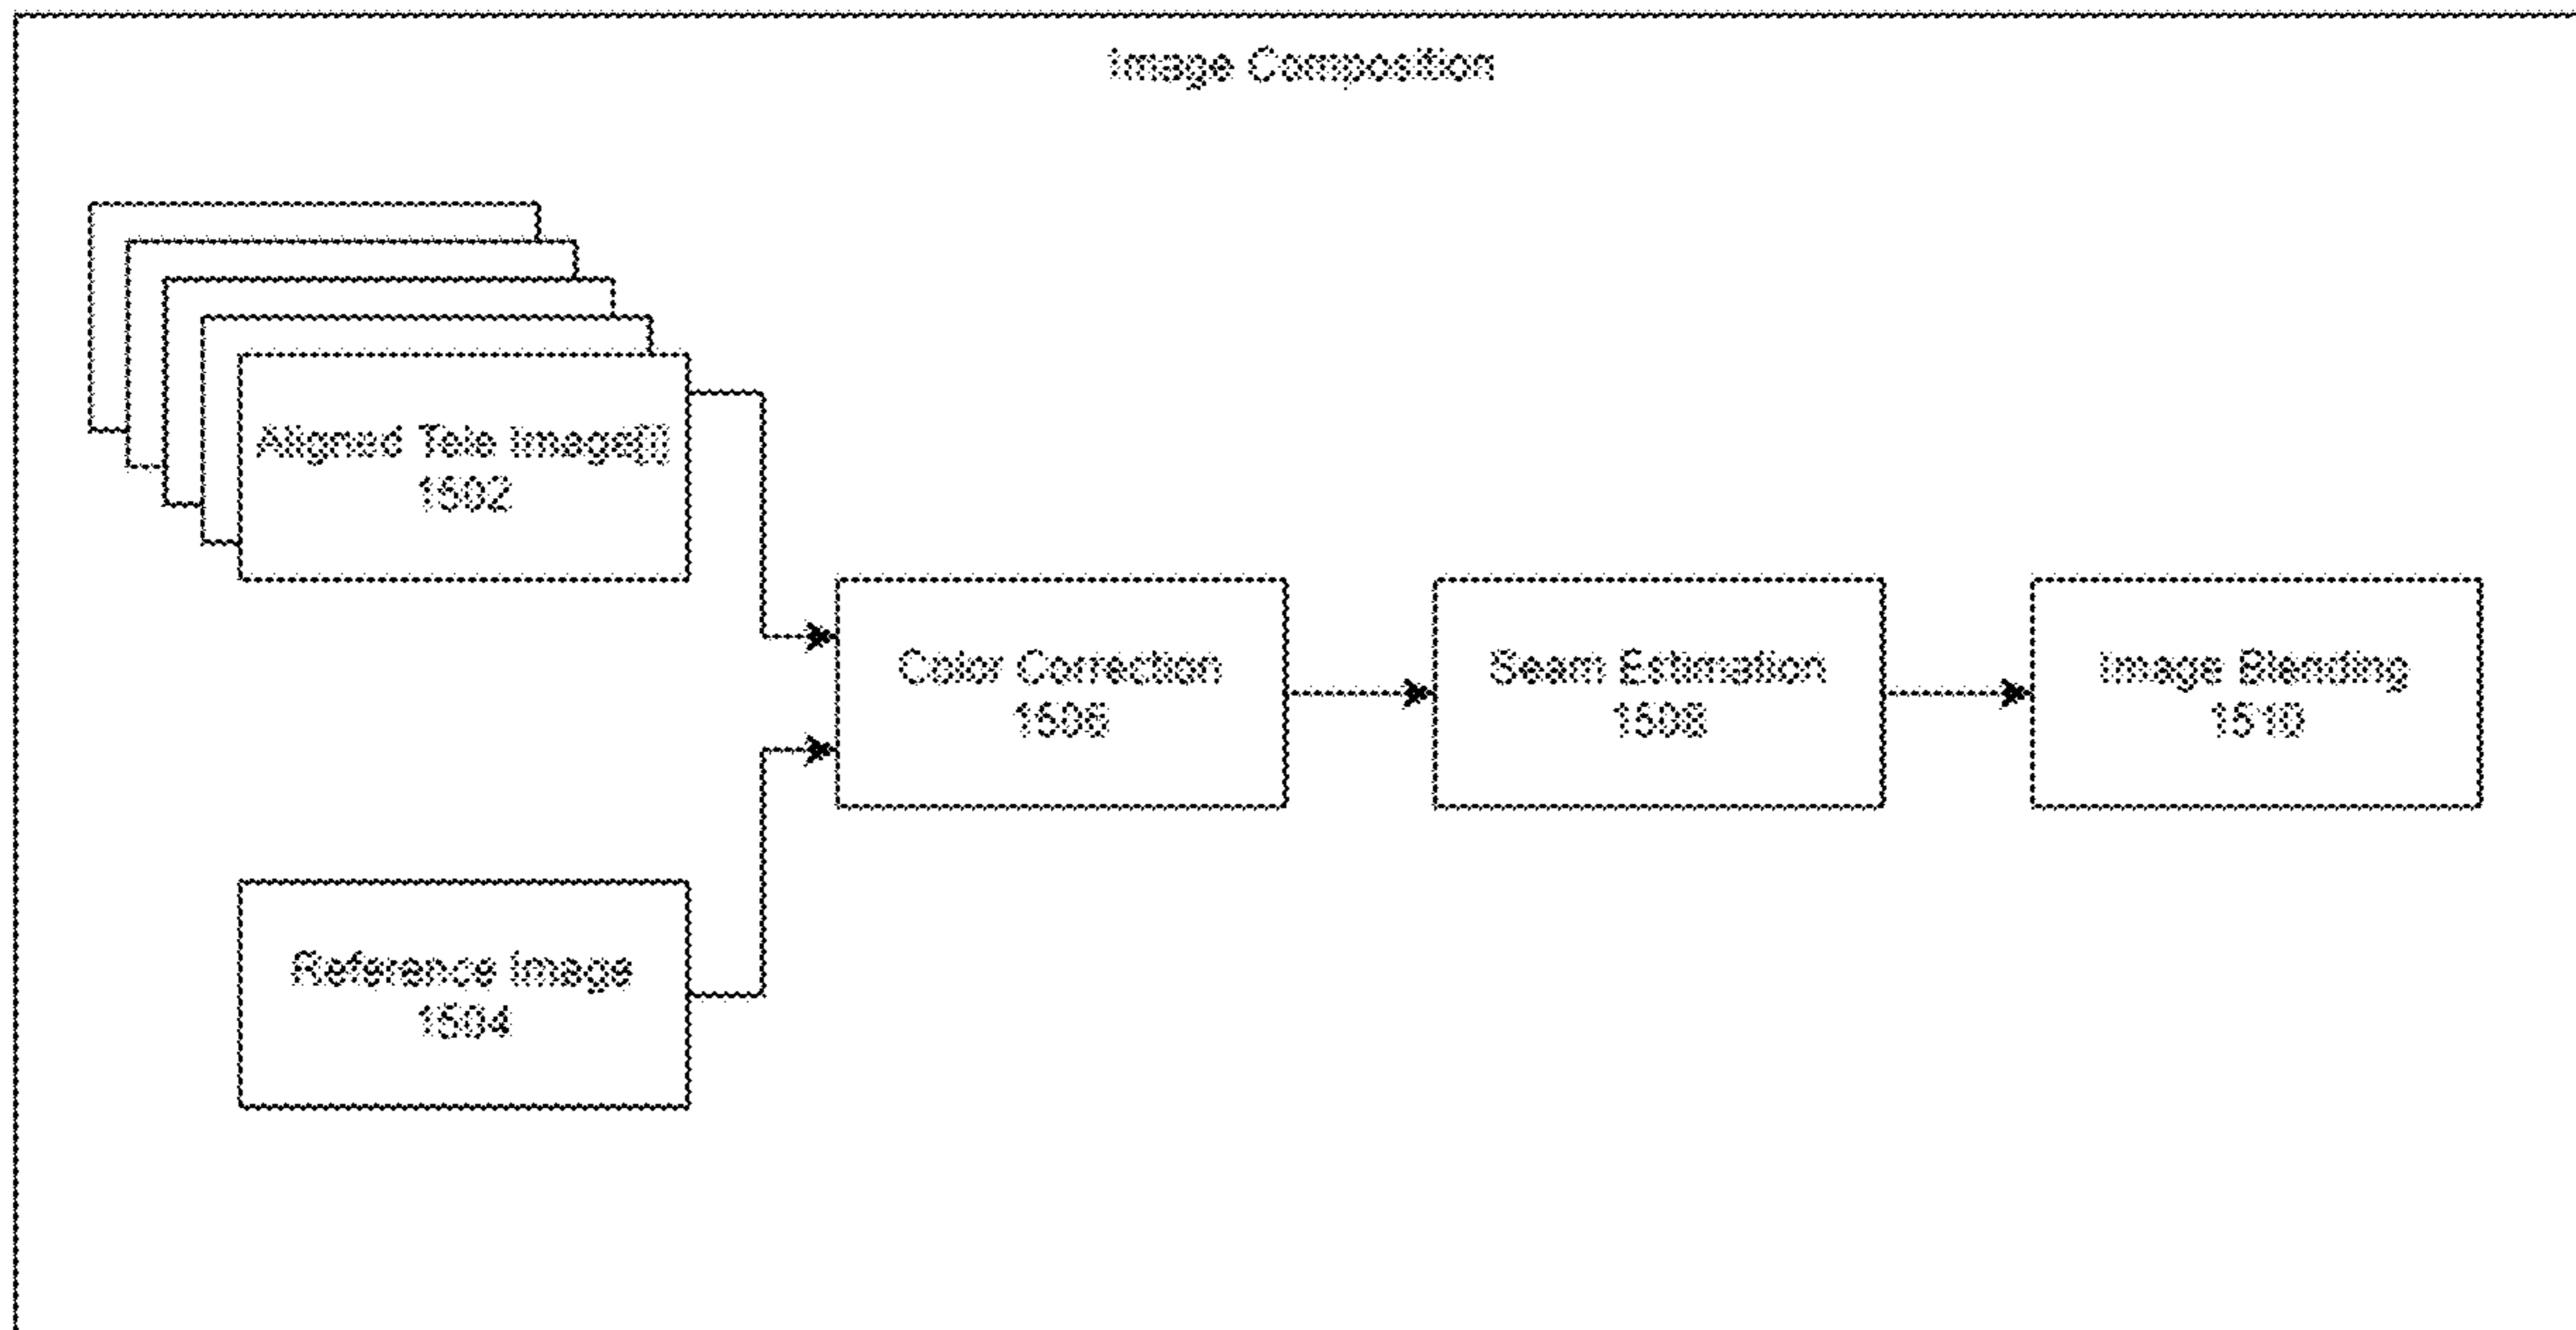 Image Composition
Aligned Tele Image[i]
1502
Reference Image
1504
Color Correction
1506
Seam Estimation
1508
Image Blending
1510